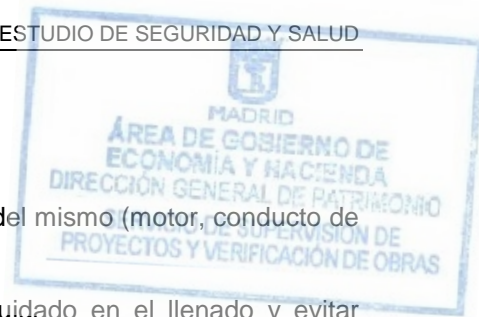 ESTUDIO DE SEGURIDAD Y SALUD
MADRID
ÁREA DE GOBIERNO DE
ECONOMÍA Y HACIENDA
DIRECCIÓN GENERAL DE PATRIMONIO
del mismo (motor, conducto de
SERVICIO DE SUPERVISIÓN DE
PROYECTOS Y VERIFICACIÓN DE OBRAS
uidado en el llenado y evitar